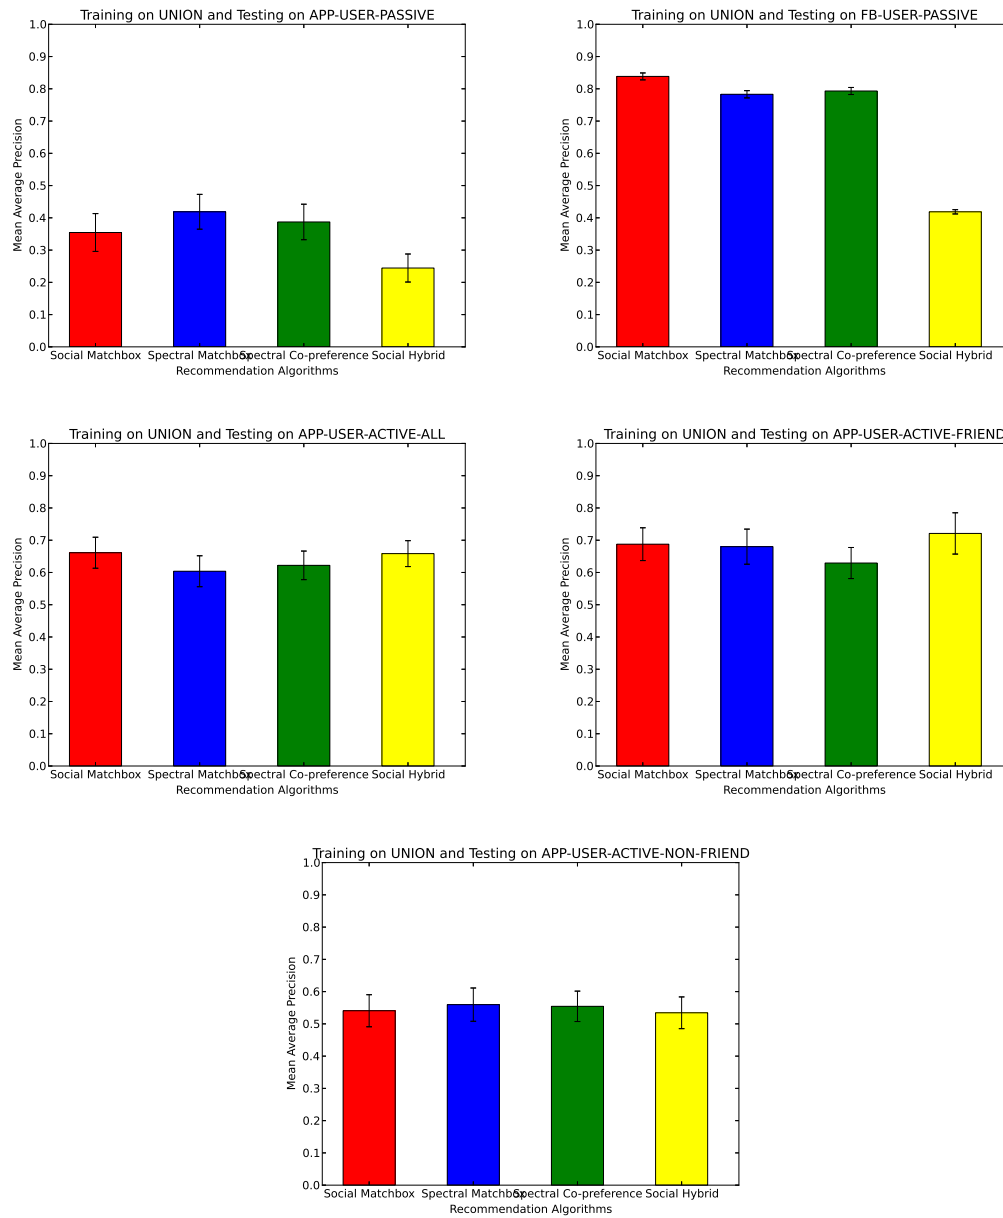 Training on UNION and Testing on APP-USER-PASSIVE
1.0
0.9
0.8
0.7
0.6
0.5
0.4
0.3
0.2
0.1
0.0
Mean Average Precision
Social Matchbox Spectral Matchbox Spectral Co-preference Social Hybrid
Recommendation Algorithms
Training on UNION and Testing on FB-USER-PASSIVE
1.0
0.9
0.8
0.7
0.6
0.5
0.4
0.3
0.2
0.1
0.0
Mean Average Precision
Social Matchbox Spectral Matchbox Spectral Co-preference Social Hybrid
Recommendation Algorithms
Training on UNION and Testing on APP-USER-ACTIVE-ALL
1.0
0.9
0.8
0.7
0.6
0.5
0.4
0.3
0.2
0.1
0.0
Mean Average Precision
Social Matchbox Spectral Matchbox Spectral Co-preference Social Hybrid
Recommendation Algorithms
Training on UNION and Testing on APP-USER-ACTIVE-FRIEND
1.0
0.9
0.8
0.7
0.6
0.5
0.4
0.3
0.2
0.1
0.0
Mean Average Precision
Social Matchbox Spectral Matchbox Spectral Co-preference Social Hybrid
Recommendation Algorithms
Training on UNION and Testing on APP-USER-ACTIVE-NON-FRIEND
1.0
0.9
0.8
0.7
0.6
0.5
0.4
0.3
0.2
0.1
0.0
Mean Average Precision
Social Matchbox Spectral Matchbox Spectral Co-preference Social Hybrid
Recommendation Algorithms